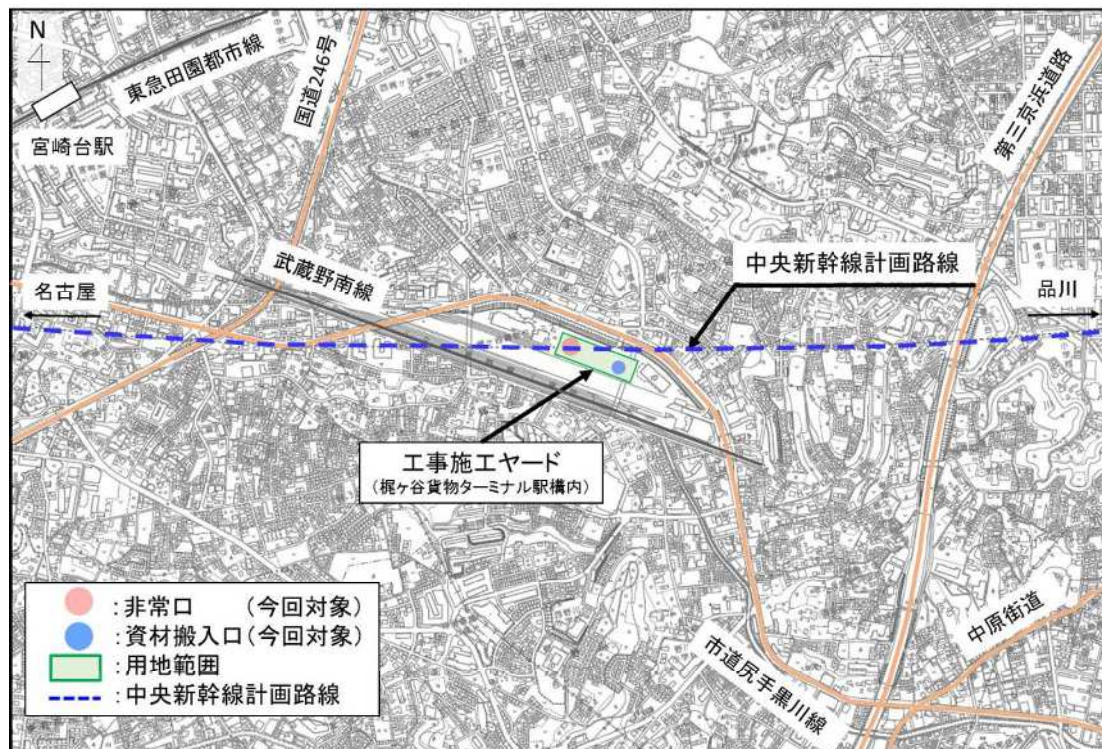 N
東急田園都市線
国道246号
第三京浜道路
宮崎台駅
武蔵野南線
中央新幹線計画路線
名古屋
品川
工事施工ヤード
(梶ヶ谷貨物ターミナル駅構内)
:非常口 (今回対象)
:資材搬入口(今回対象)
:用地範囲
:中央新幹線計画路線
中原街道
市道尻手黒川線